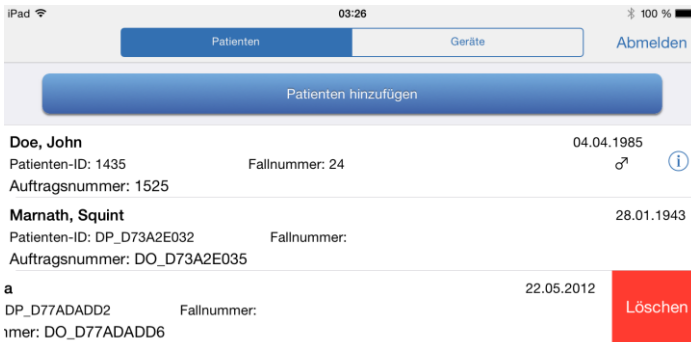 iPad 03:26 100 %
Patienten Geräte Abmelden
Patienten hinzufügen
Doe, John 04.04.1985
Patienten-ID: 1435 Fallnummer: 24
Auftragsnummer: 1525
Marnath, Squint 28.01.1943
Patienten-ID: DP_D73A2E032 Fallnummer:
Auftragsnummer: DO_D73A2E035
a 22.05.2012
DP_D77ADADD2 Fallnummer: Löschen
mer: DO_D77ADADD6